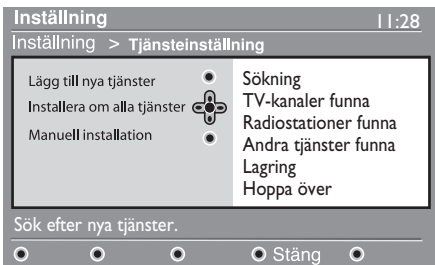 Inställning 11:28
Inställning > Tjänsteinställning
Lägg till nya tjänster
Installera om alla tjänster
Manuell installation
Sökning
TV-kanaler funna
Radiostationer funna
Andra tjänster funna
Lagring
Hoppa över
Sök efter nya tjänster.
Stäng